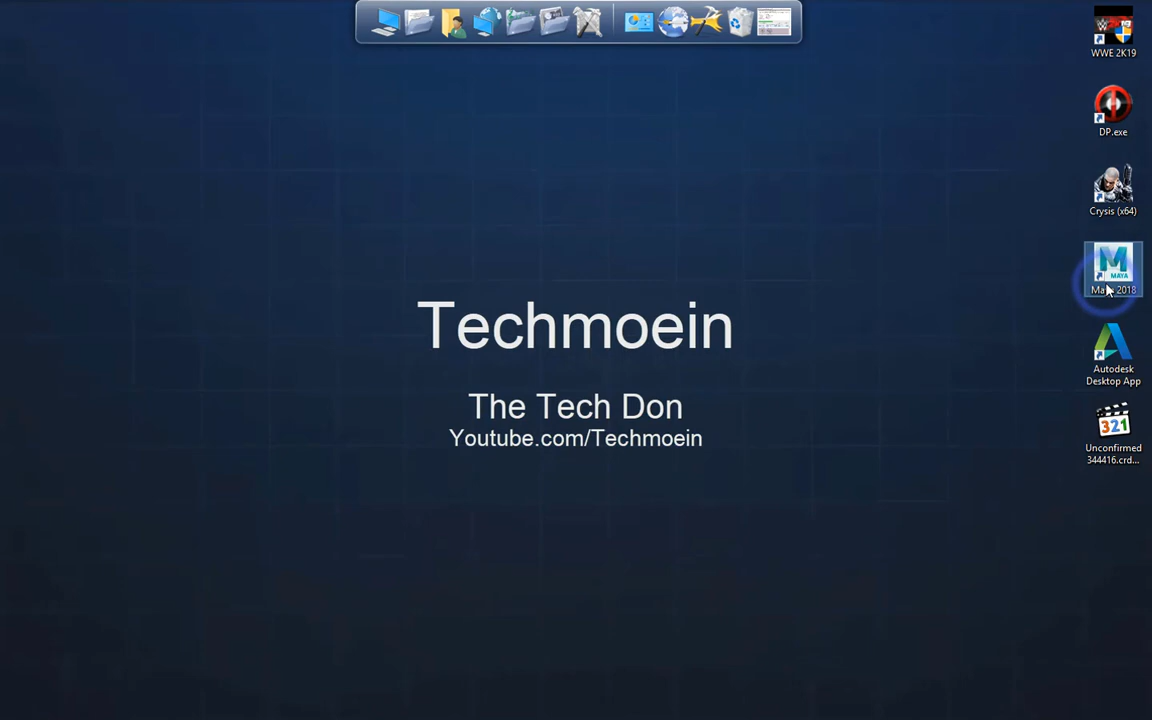 WWE 2K19
DP.exe
Crysis (x64)
MAYA
2018
Techmoein
Autodesk
Desktop App
The Tech Don
321
Youtube.com/Techmoein
Unconfirmed
344416.crd...